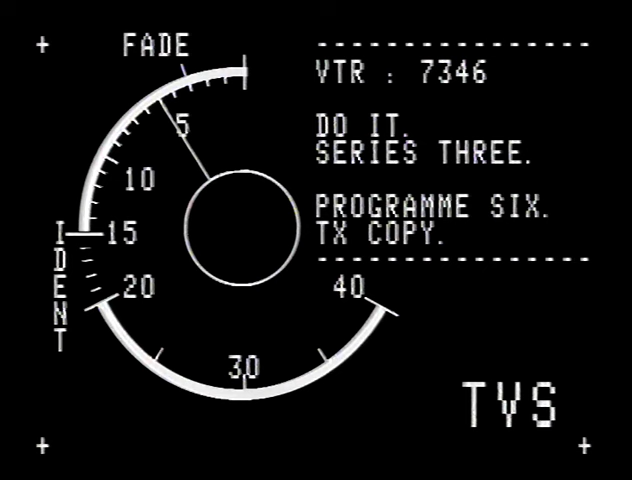 FADE
VTR : 7346
DO IT.
SERIES THREE.
PROGRAMME SIX.
TX COPY.
5
10
15
20
30
40
IDENT
TVS